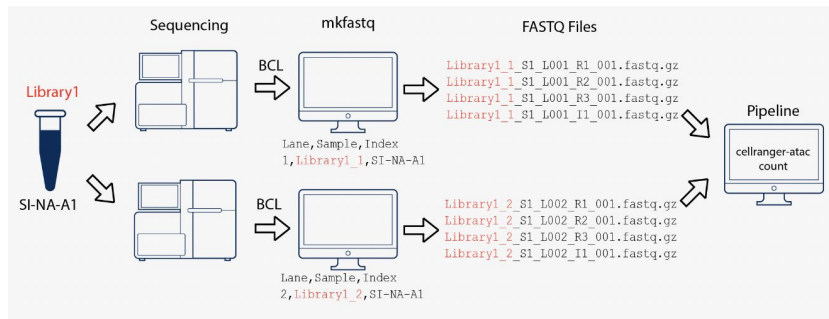 Sequencing
mkfastq
FASTQ Files
Library1
SI-NA-A1
BCL
Lane,Sample,Index
1,Library1_1,SI-NA-A1
Library1_1_S1_L001_R1_001.fastq.gz
Library1_1_S1_L001_R2_001.fastq.gz
Library1_1_S1_L001_R3_001.fastq.gz
Library1_1_S1_L001_I1_001.fastq.gz
BCL
Lane,Sample,Index
2,Library1_2,SI-NA-A1
Library1_2_S1_L002_R1_001.fastq.gz
Library1_2_S1_L002_R2_001.fastq.gz
Library1_2_S1_L002_R3_001.fastq.gz
Library1_2_S1_L002_I1_001.fastq.gz
Pipeline
cellranger-atac
count